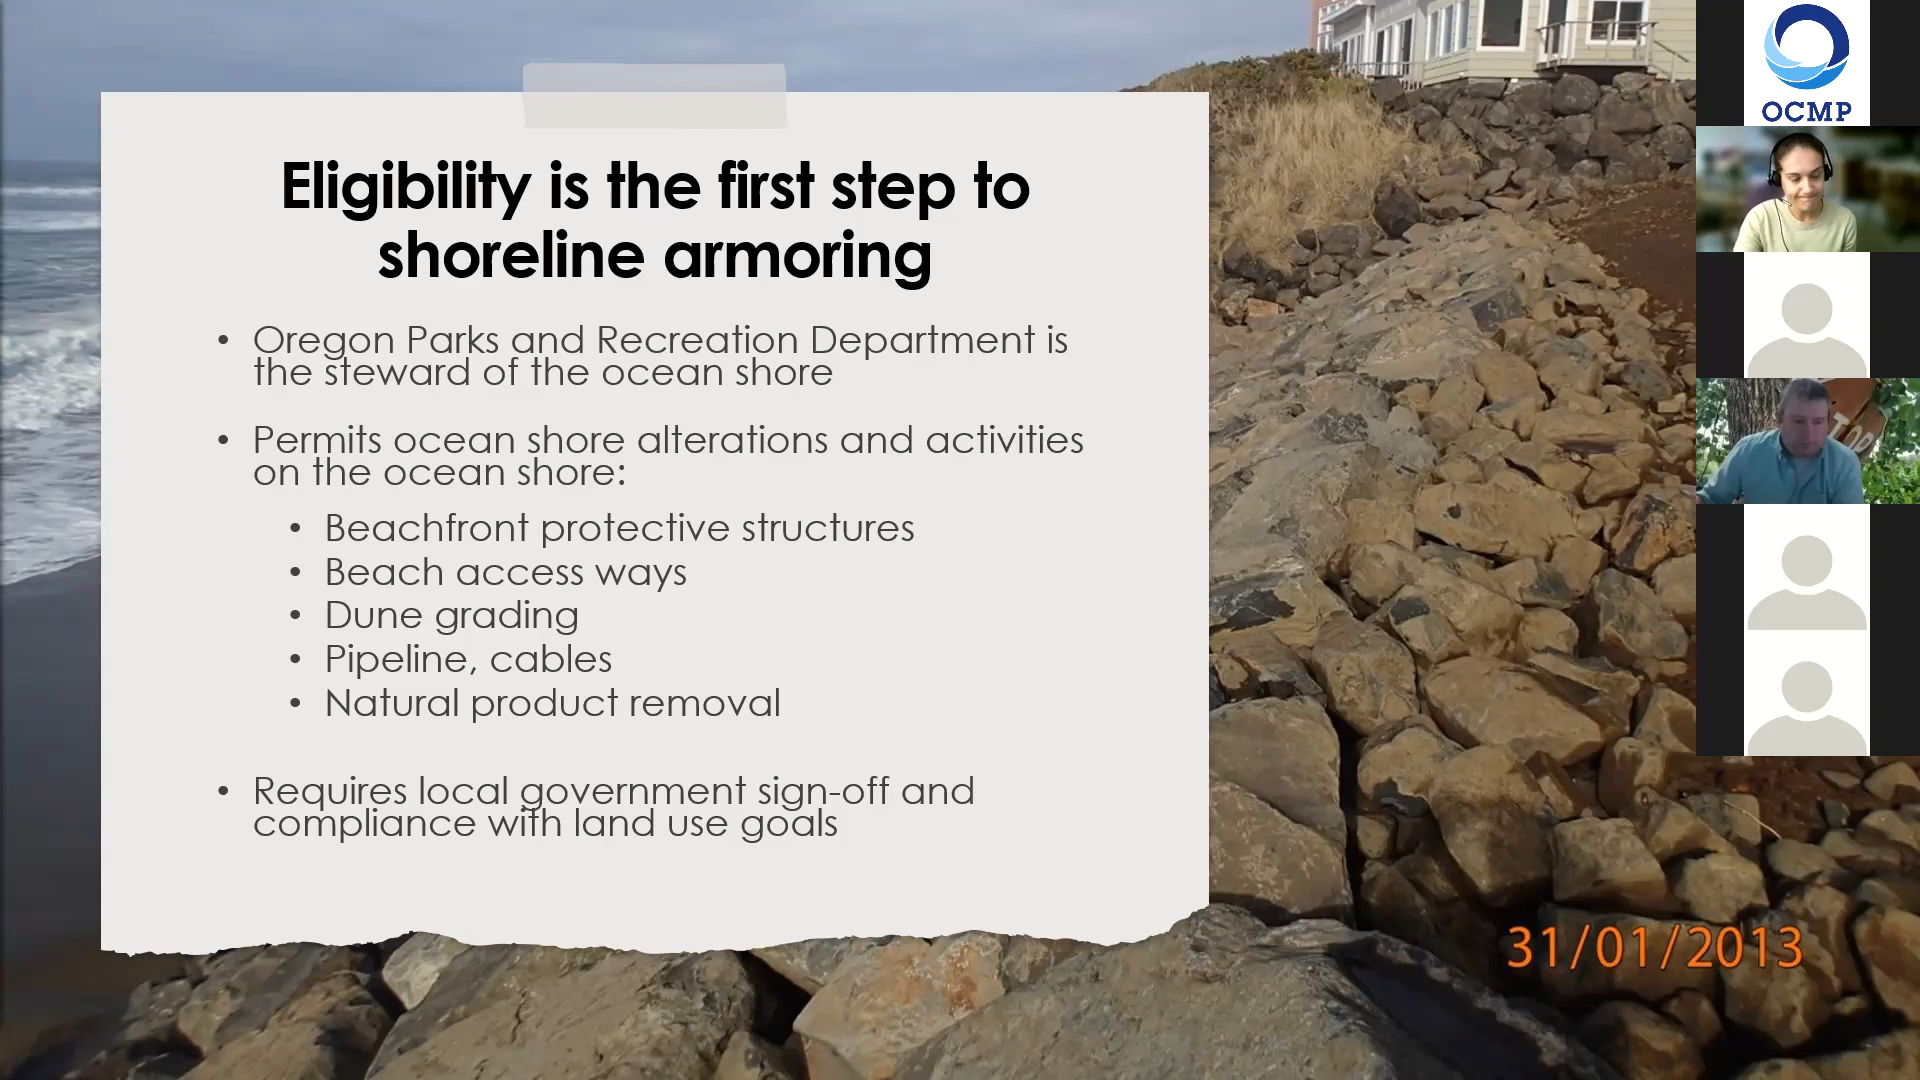 Eligibility is the first step to
shoreline armoring
• Oregon Parks and Recreation Department is
the steward of the ocean shore
• Permits ocean shore alterations and activities
on the ocean shore:
• Beachfront protective structures
• Beach access ways
• Dune grading
• Pipeline, cables
• Natural product removal
• Requires local government sign-off and
compliance with land use goals
OCMP
TOP
31/01/2013